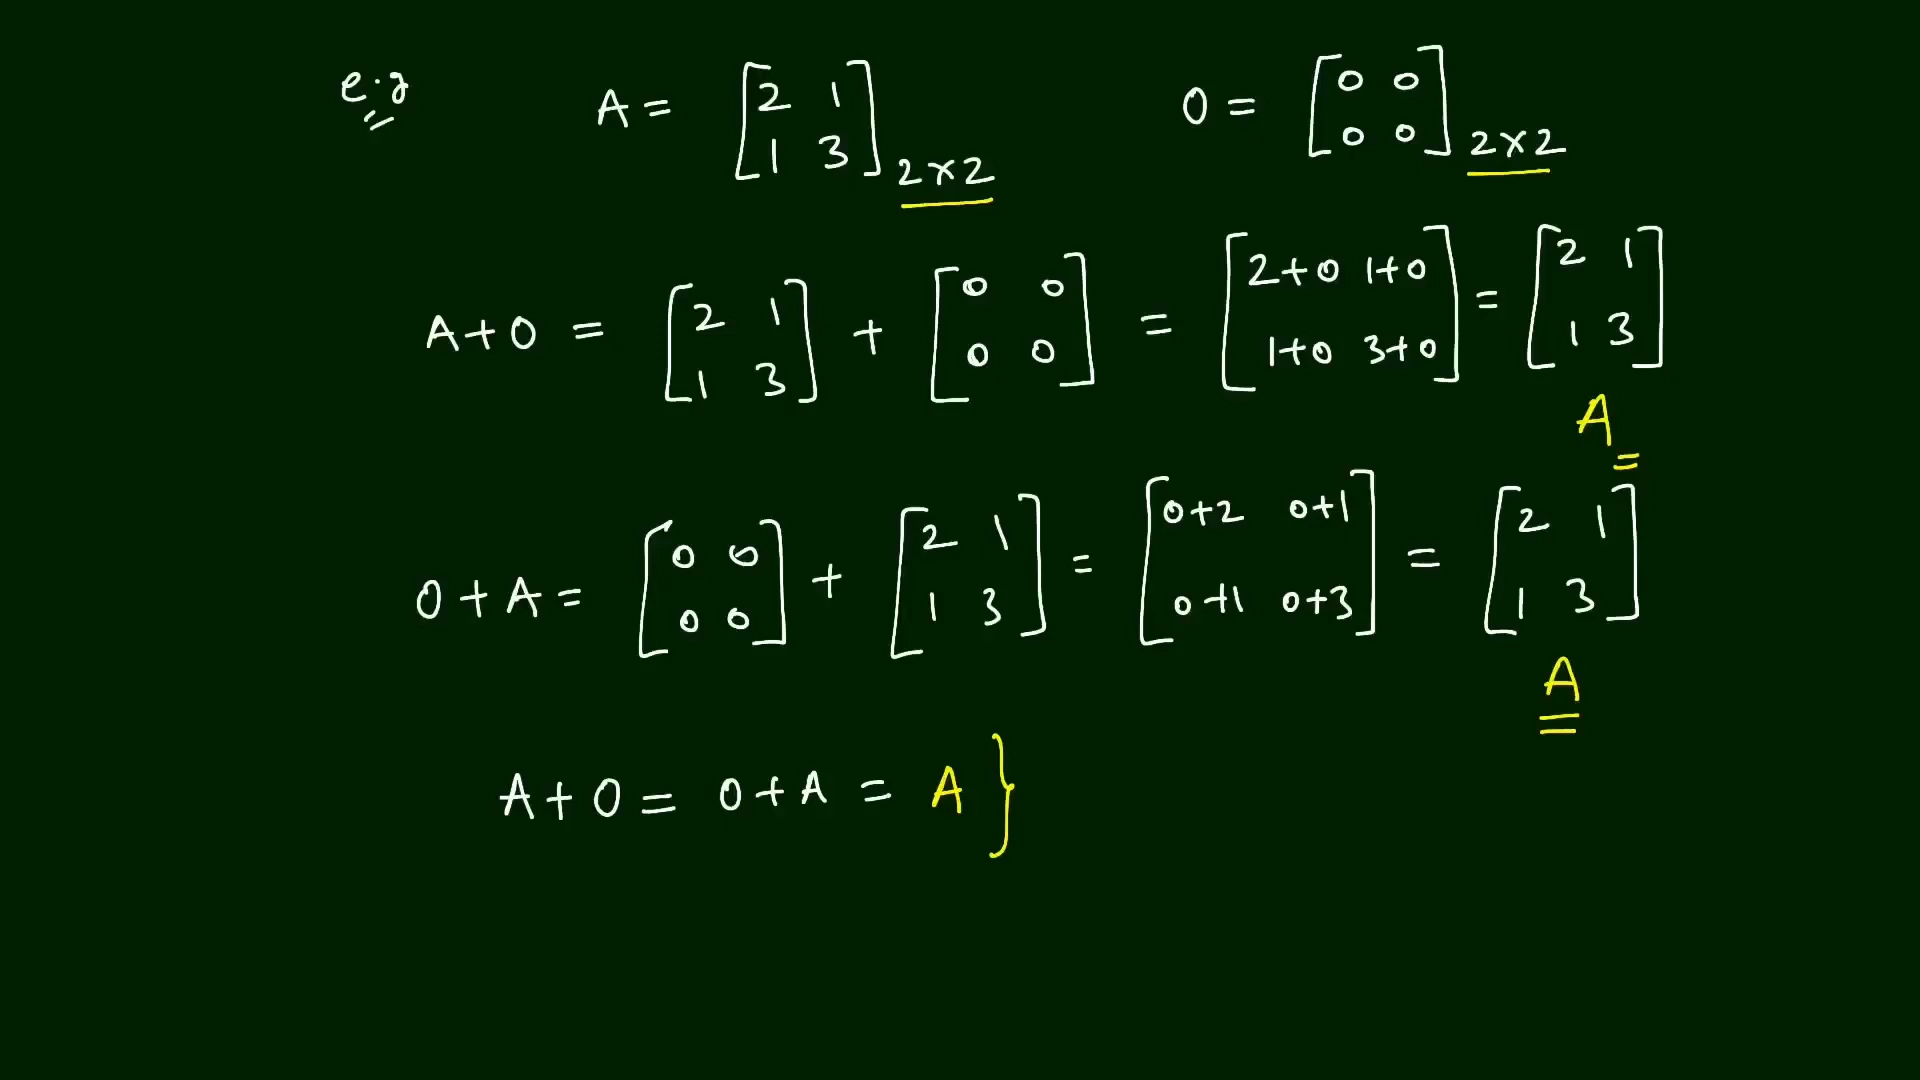 e.g A = [2 1 1 3] 2×2 O = [0 0 0 0] 2×2
A+O = [2 1 1 3] + [0 0 0 0] = [2+0 1+0 1+0 3+0] = [2 1 1 3]
A
O+A = [0 0 0 0] + [2 1 1 3] = [0+2 0+1 0+1 0+3] = [2 1 1 3]
A
A+O = O+A = A }